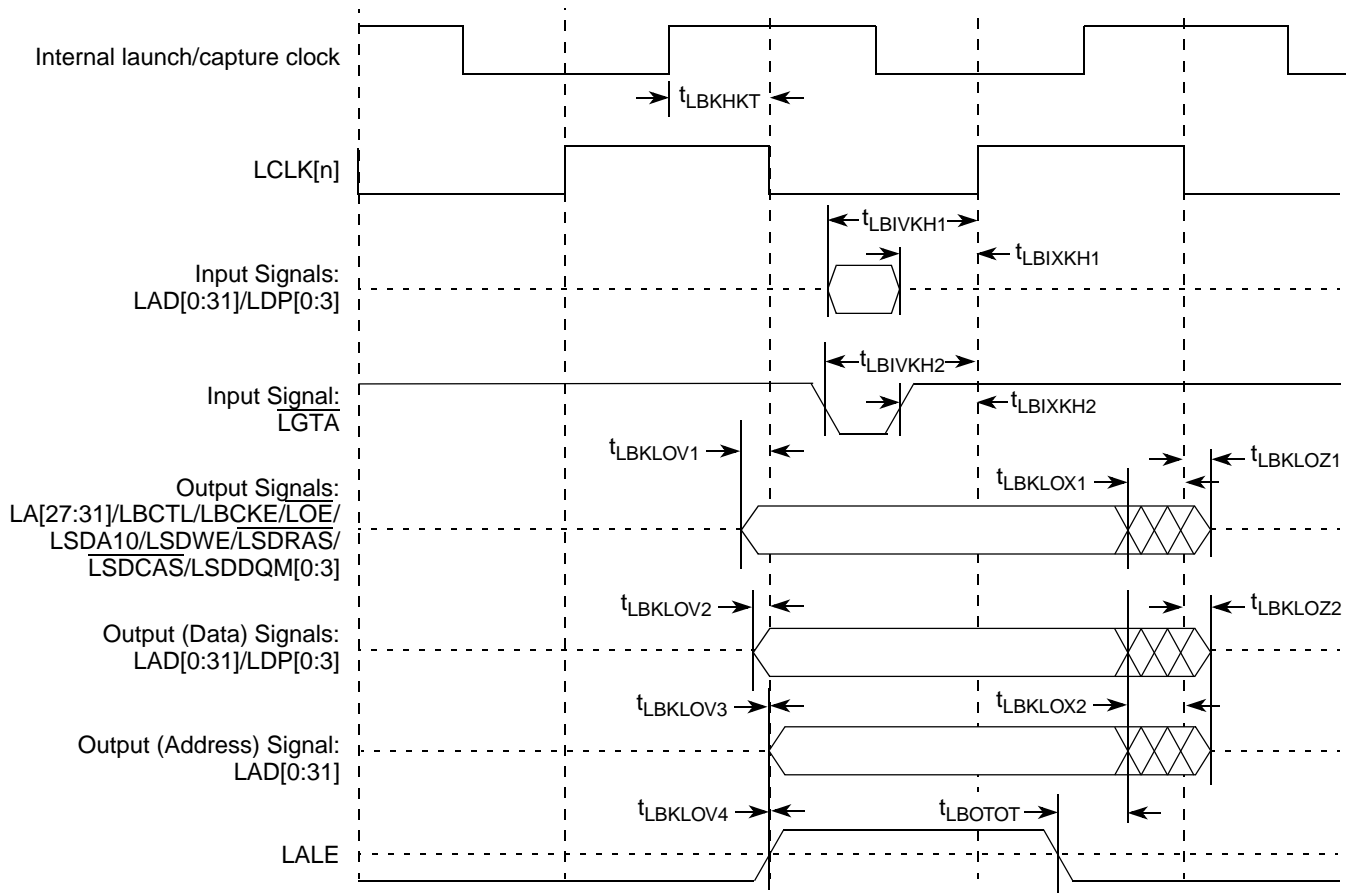 Internal launch/capture clock
tLBKHKT
LCLK[n]
tLBIVKH1
tLBIXKH1
Input Signals:
LAD[0:31]/LDP[0:3]
tLBIVKH2
Input Signal:
LGTA
tLBIXKH2
tLBKLOV1
tLBKLOZ1
tLBKLOX1
Output Signals:
LA[27:31]/LBCTL/LBCKE/LOE/
LSDA10/LSDWE/LSDRAS/
LSDCAS/LSDDQM[0:3]
tLBKLOV2
tLBKLOZ2
Output (Data) Signals:
LAD[0:31]/LDP[0:3]
tLBKLOV3
tLBKLOX2
Output (Address) Signal:
LAD[0:31]
tLBKLOV4
tLBOTOT
LALE